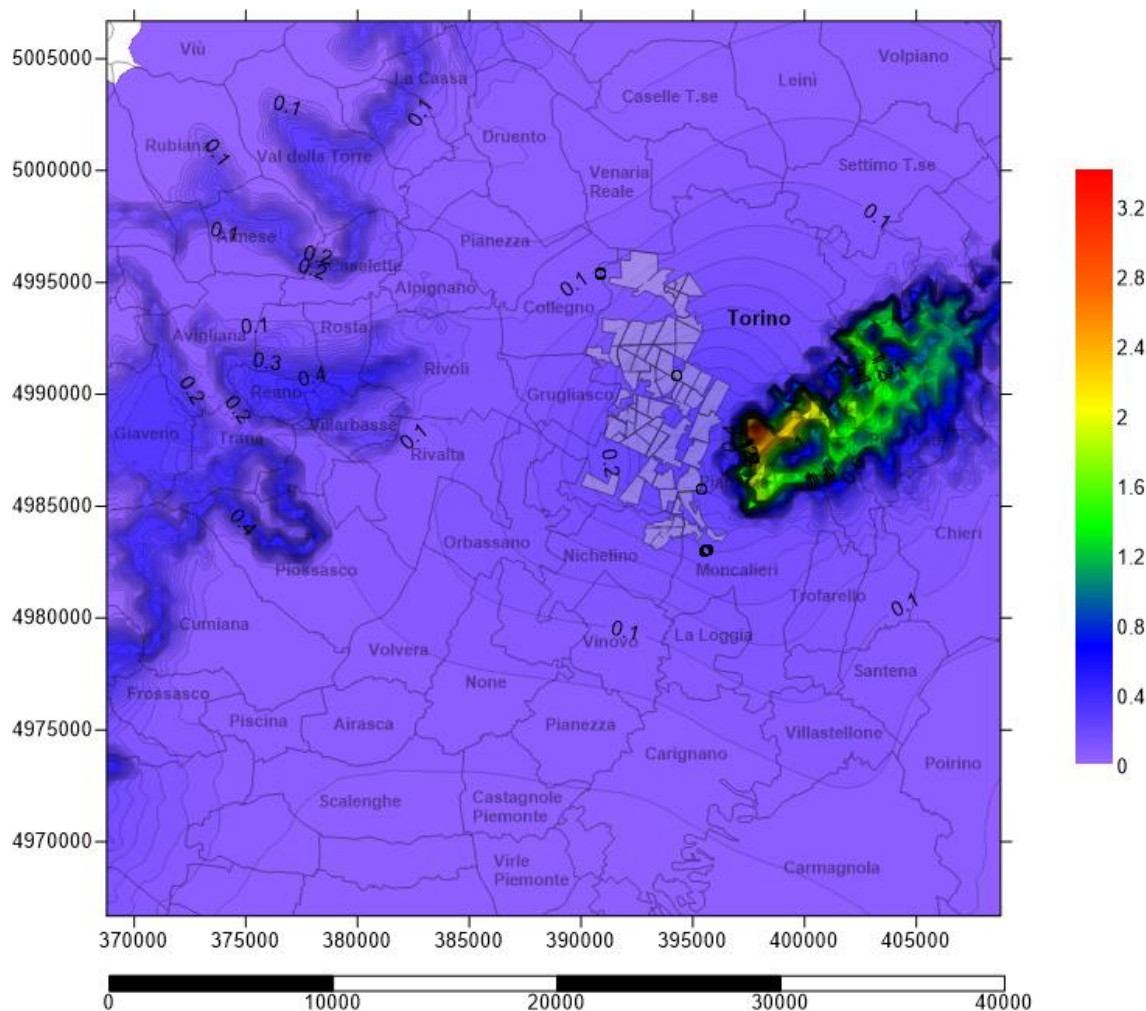 5005000
5000000
4995000
4990000
4985000
4980000
4975000
4970000
Viù
Volpiano
La Cassa
Leinì
0.1
0.1
Caselle T.se
Druento
Rubiana
0.1
Val della Torre
Settimo T.se
Venaria
Reale
0.1
0.1
Almese
Pianezza
0.2
0.2
Caselette
Alpignano
0.1
Collegno
Torino
0.1
Avigliana
Rosta
0.3
0.4
Reano
Rivoli
0.2
0.2
Grugliasco
Giaveno
Trana
Villarbasse
0.1
Rivalta
0.2
0.4
Orbassano
Nichelino
Moncalieri
Chieri
Piossasco
Trofarello
0.1
Cumiana
0.1
Vinovo
La Loggia
Volvera
Santena
Frossasco
None
Piscina
Airasca
Pianezza
Villastellone
Carignano
Poirino
Scalenghe
Castagnole
Piemonte
Virle
Piemonte
Carmagnola
370000
375000
380000
385000
390000
395000
400000
405000
0
10000
20000
30000
40000
3.2
2.8
2.4
2
1.6
1.2
0.8
0.4
0